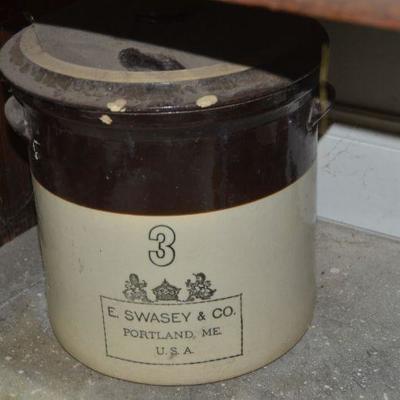 3
E. SWASEY & CO.
PORTLAND, ME.
U.S.A.